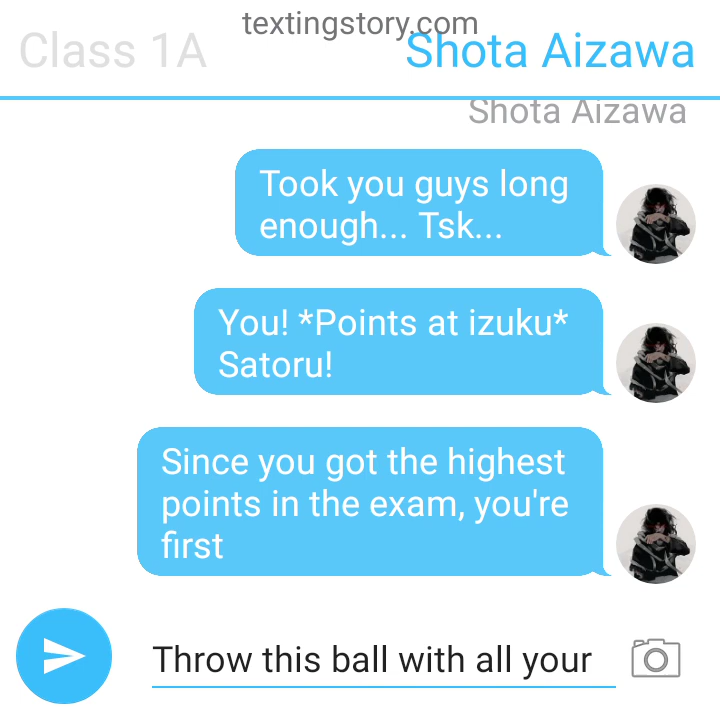 textingstory.com
Class 1A
Shota Aizawa
Shota Aizawa
Took you guys long
enough... Tsk...
You! *Points at izuku*
Satoru!
Since you got the highest
points in the exam, you're
first
Throw this ball with all your